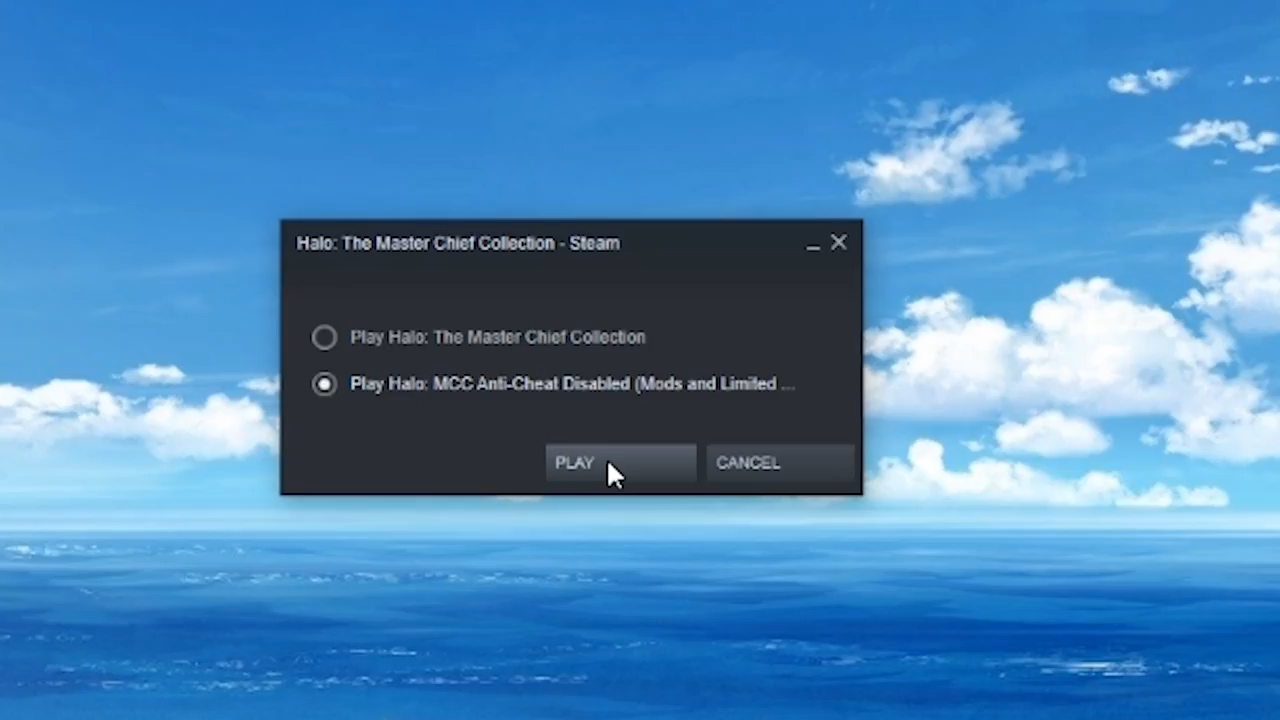 Halo: The Master Chief Collection - Steam
Play Halo: The Master Chief Collection
Play Halo: MCC Anti-Cheat Disabled (Mods and Limited ...
PLAY
CANCEL